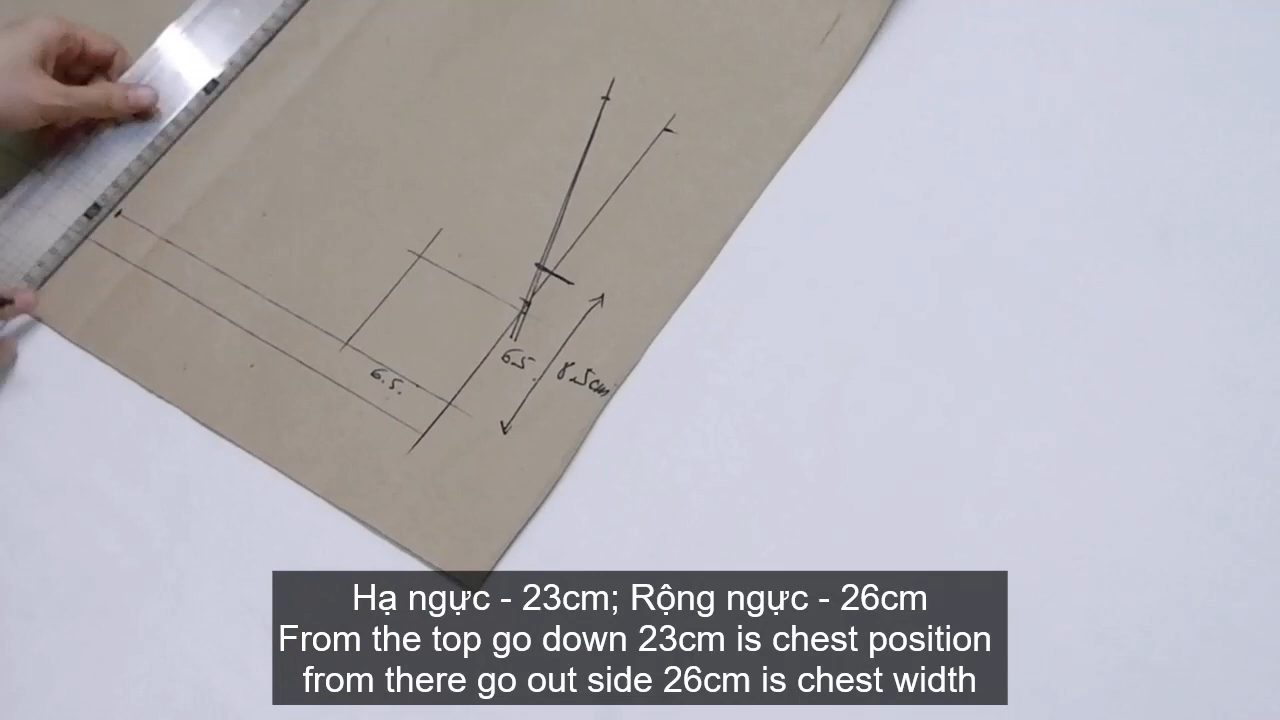 6.5.
6.5.
8.5cm
Hạ ngực - 23cm; Rộng ngực - 26cm
From the top go down 23cm is chest position
from there go out side 26cm is chest width